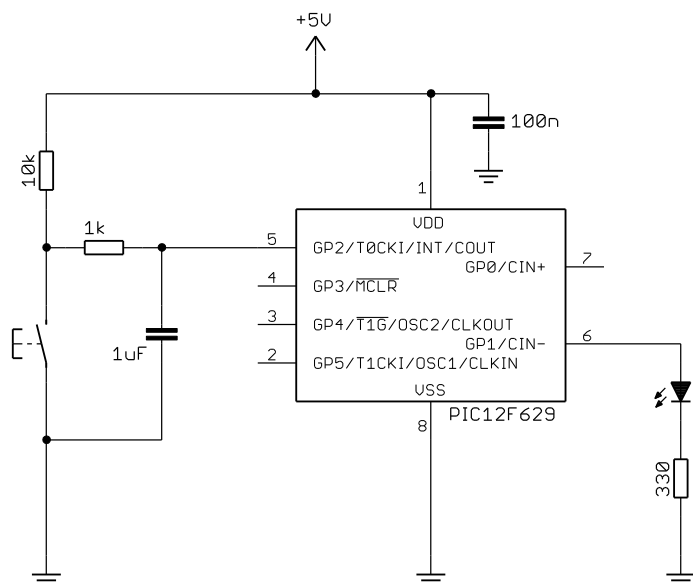 +5V
100n
10k
1
VDD
1k
5
GP2/T0CKI/INT/COUT
7
GP0/CIN+
4
GP3/MCLR
3
GP4/T1G/OSC2/CLKOUT
6
GP1/CIN-
1uF
2
GP5/T1CKI/OSC1/CLKIN
VSS
PIC12F629
8
330